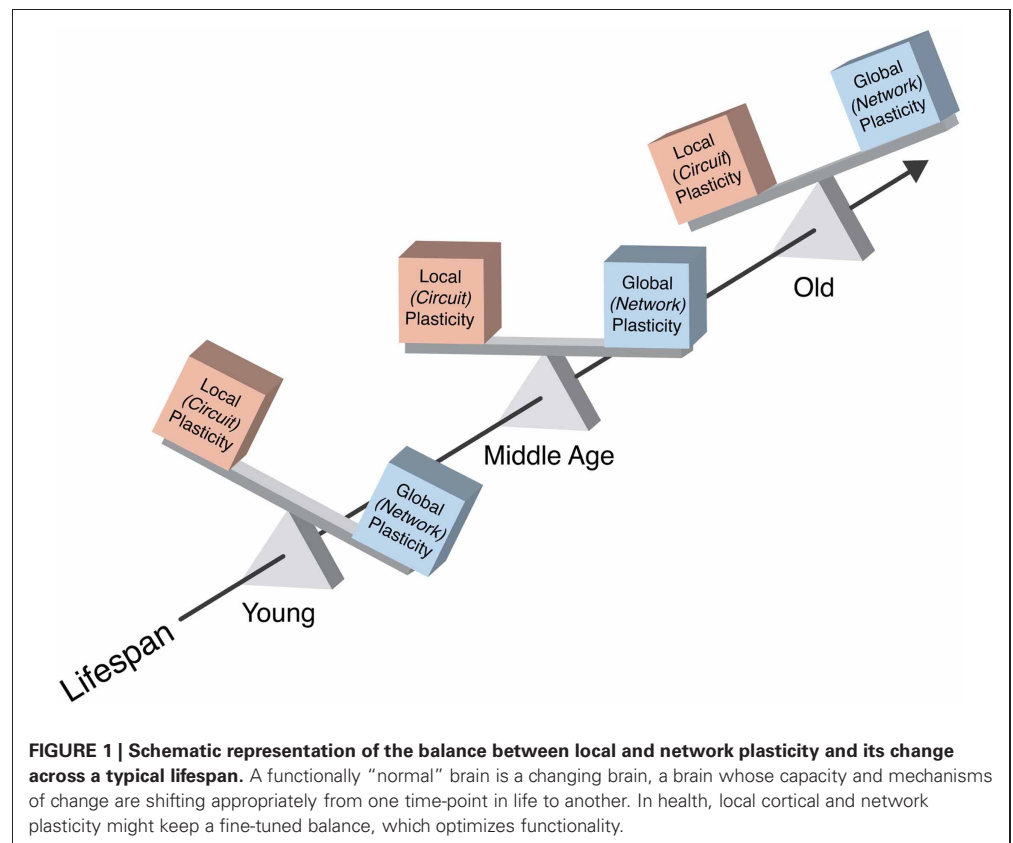 Local
(Circuit)
Plasticity
Global
(Network)
Plasticity
Old
Local
(Circuit)
Plasticity
Global
(Network)
Plasticity
Middle Age
Local
(Circuit)
Plasticity
Global
(Network)
Plasticity
Young
Lifespan
FIGURE 1 | Schematic representation of the balance between local and network plasticity and its change
across a typical lifespan. A functionally “normal” brain is a changing brain, a brain whose capacity and mechanisms
of change are shifting appropriately from one time-point in life to another. In health, local cortical and network
plasticity might keep a fine-tuned balance, which optimizes functionality.